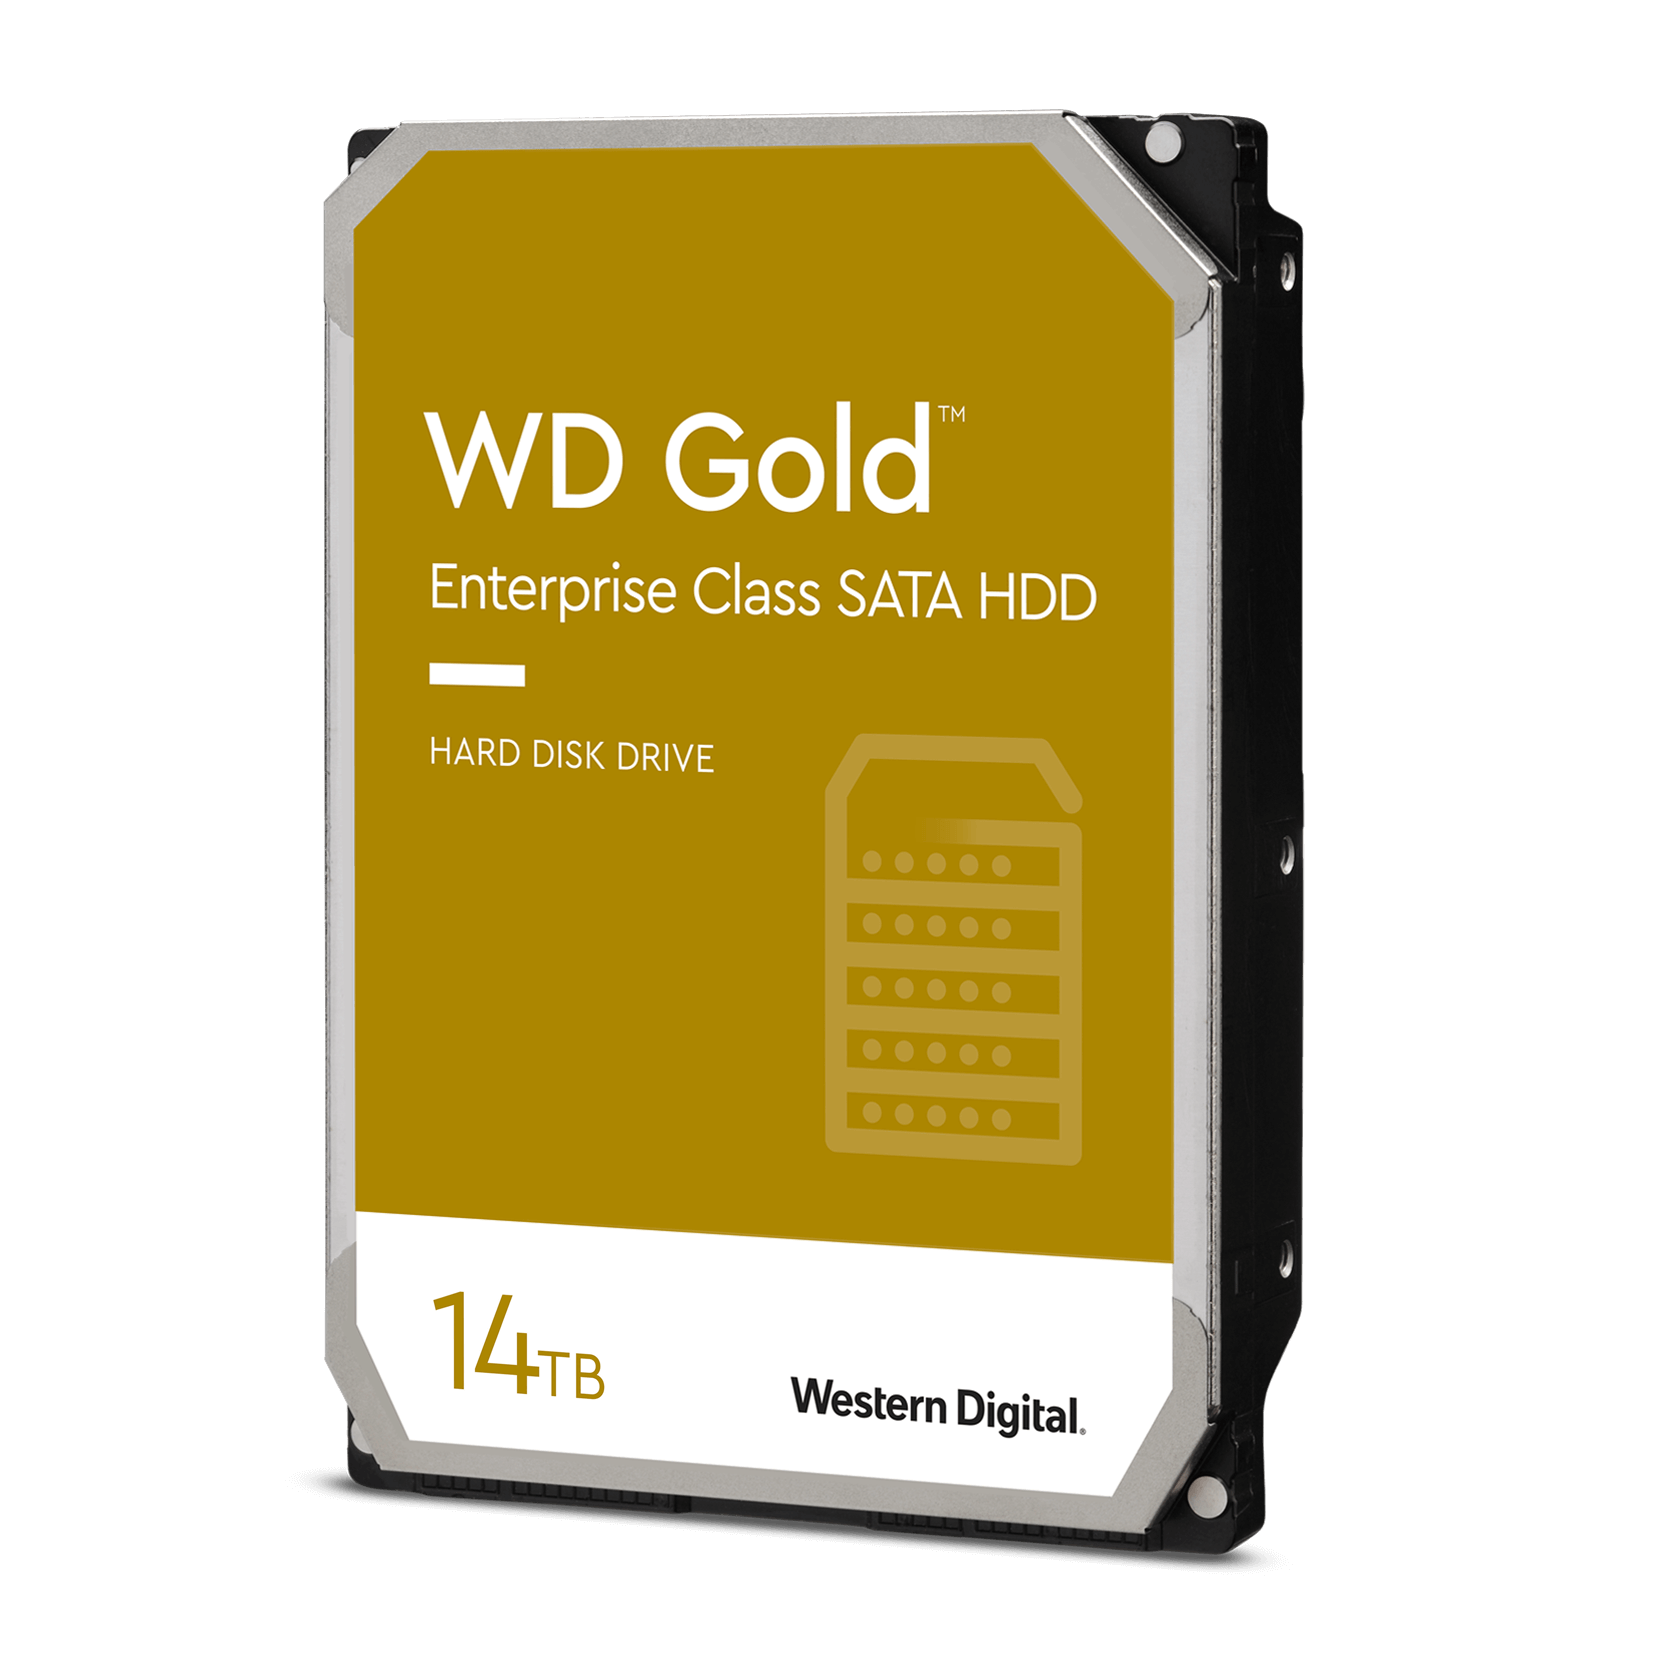 WD Gold™
Enterprise Class SATA HDD
HARD DISK DRIVE
14TB
Western Digital®